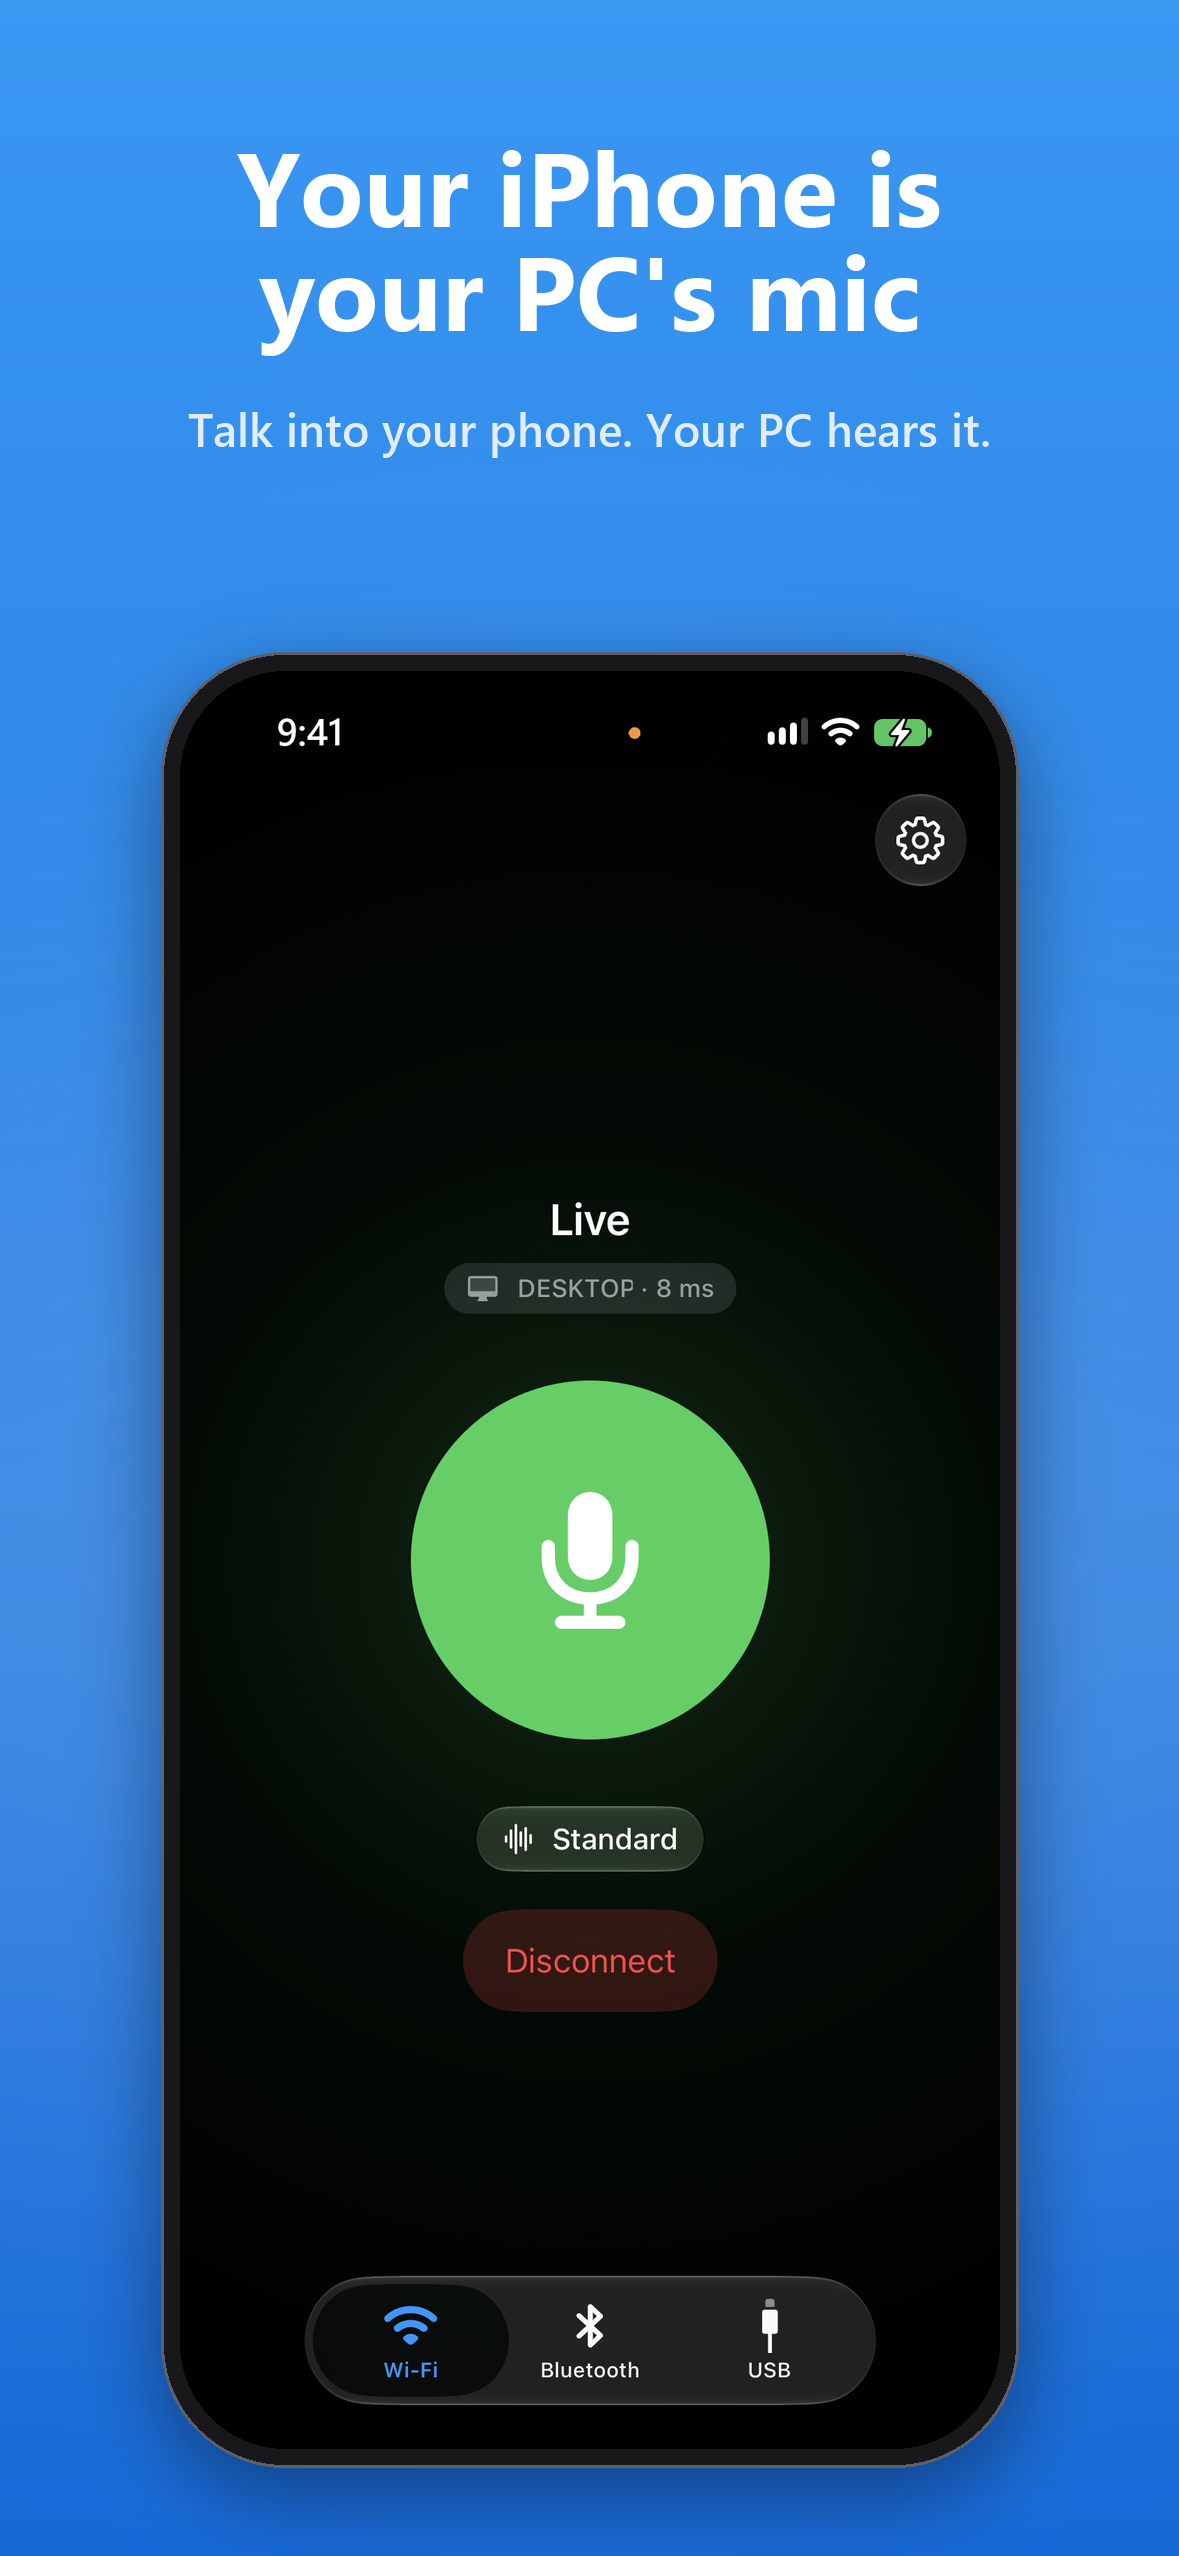 Your iPhone is
your PC's mic
Talk into your phone. Your PC hears it.
9:41
Live
DESKTOP · 8 ms
Standard
Disconnect
Wi-Fi
Bluetooth
USB